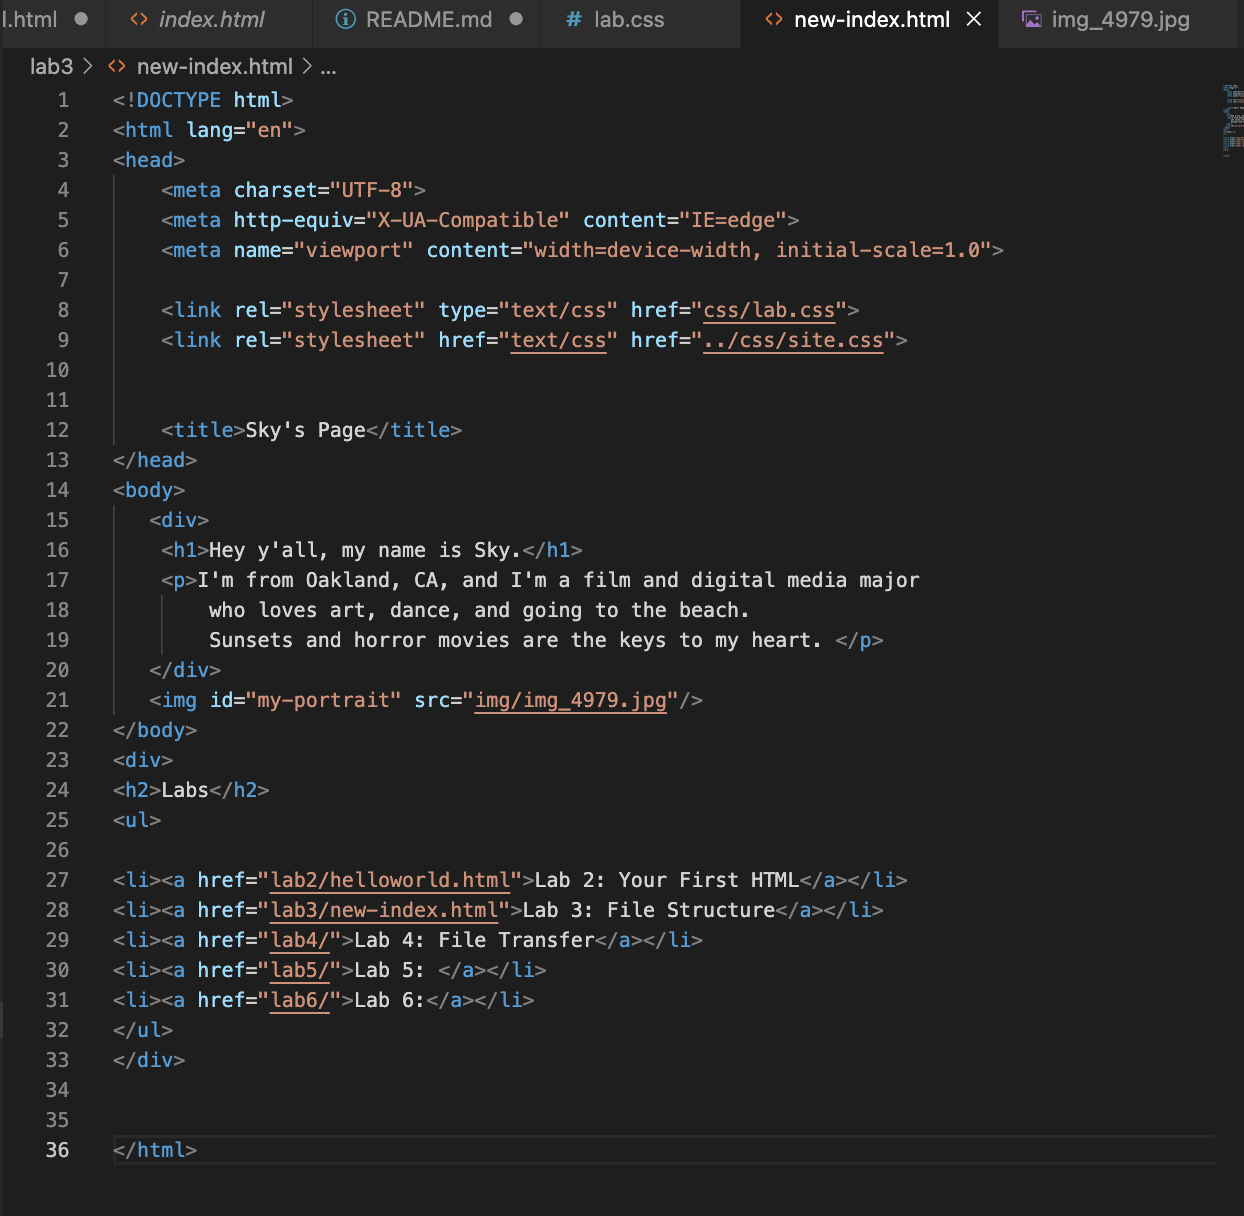 l.html ● <> index.html README.md ● # lab.css <> new-index.html × img_4979.jpg
lab3 > <> new-index.html > ...
1 <!DOCTYPE html>
2 <html lang="en">
3 <head>
4 <meta charset="UTF-8">
5 <meta http-equiv="X-UA-Compatible" content="IE=edge">
6 <meta name="viewport" content="width=device-width, initial-scale=1.0">
7
8 <link rel="stylesheet" type="text/css" href="css/lab.css">
9 <link rel="stylesheet" href="text/css" href="../css/site.css">
10
11
12 <title>Sky's Page</title>
13 </head>
14 <body>
15 <div>
16 <h1>Hey y'all, my name is Sky.</h1>
17 <p>I'm from Oakland, CA, and I'm a film and digital media major
18 who loves art, dance, and going to the beach.
19 Sunsets and horror movies are the keys to my heart. </p>
20 </div>
21 <img id="my-portrait" src="img/img_4979.jpg"/>
22 </body>
23 <div>
24 <h2>Labs</h2>
25 <ul>
26
27 <li><a href="lab2/helloworld.html">Lab 2: Your First HTML</a></li>
28 <li><a href="lab3/new-index.html">Lab 3: File Structure</a></li>
29 <li><a href="lab4/">Lab 4: File Transfer</a></li>
30 <li><a href="lab5/">Lab 5: </a></li>
31 <li><a href="lab6/">Lab 6:</a></li>
32 </ul>
33 </div>
34
35
36 </html>